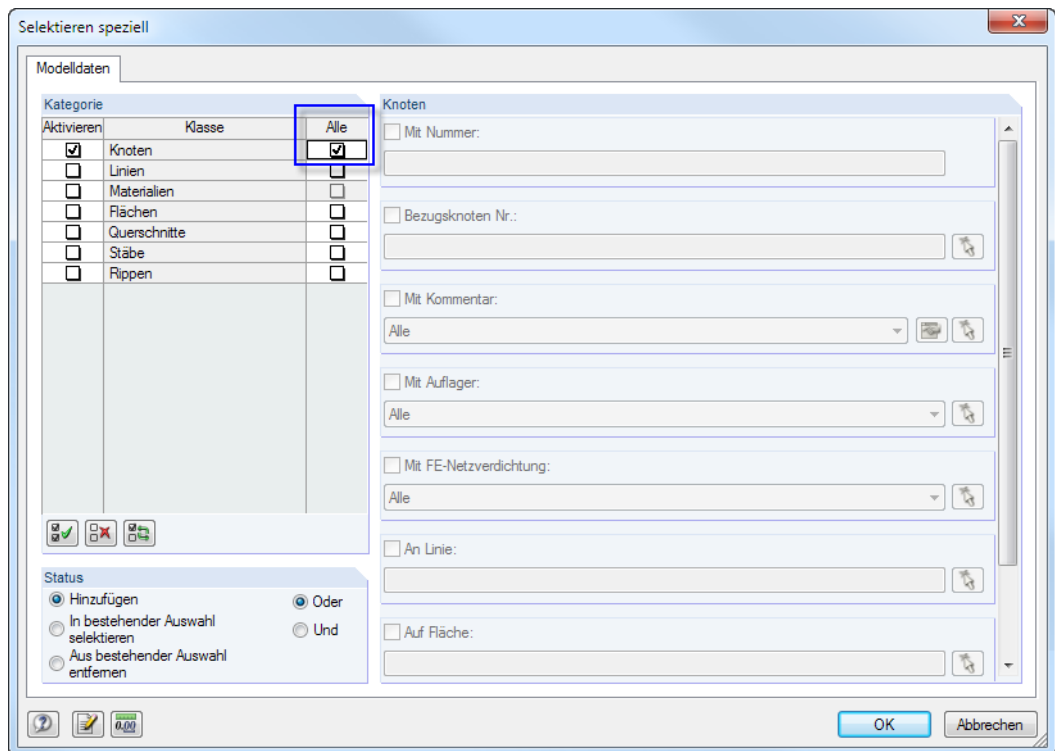 Selektieren speziell
Modelldaten
Kategorie
Aktivieren Klasse Alle
Knoten
Linien
Materialien
Flächen
Querschnitte
Stäbe
Rippen
Status
Hinzufügen
In bestehender Auswahl
selektieren
Aus bestehender Auswahl
entfernen
Oder
Und
Knoten
Mit Nummer:
Bezugsknoten Nr.:
Mit Kommentar:
Alle
Mit Auflager:
Alle
Mit FE-Netzverdichtung:
Alle
An Linie:
Auf Fläche:
0.00
OK Abbrechen